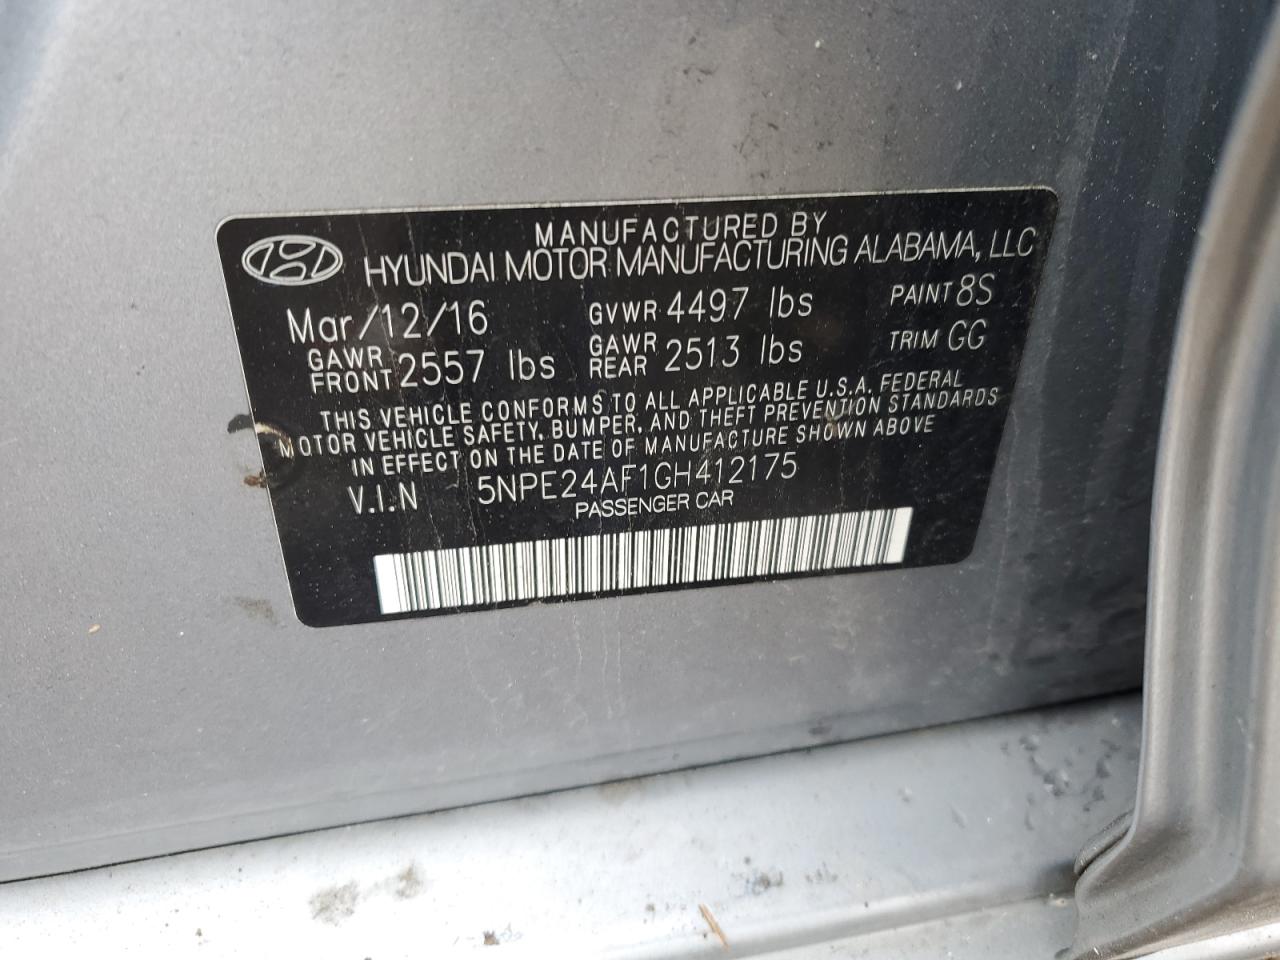 MANUFACTURED BY
HYUNDAI MOTOR MANUFACTURING ALABAMA, LLC
Mar/12/16 GVWR 4497 lbs PAINT 8S
GAWR FRONT 2557 lbs GAWR REAR 2513 lbs TRIM GG
THIS VEHICLE CONFORMS TO ALL APPLICABLE U.S.A. FEDERAL
MOTOR VEHICLE SAFETY, BUMPER, AND THEFT PREVENTION STANDARDS
IN EFFECT ON THE DATE OF MANUFACTURE SHOWN ABOVE
V.I.N 5NPE24AF1GH412175
PASSENGER CAR